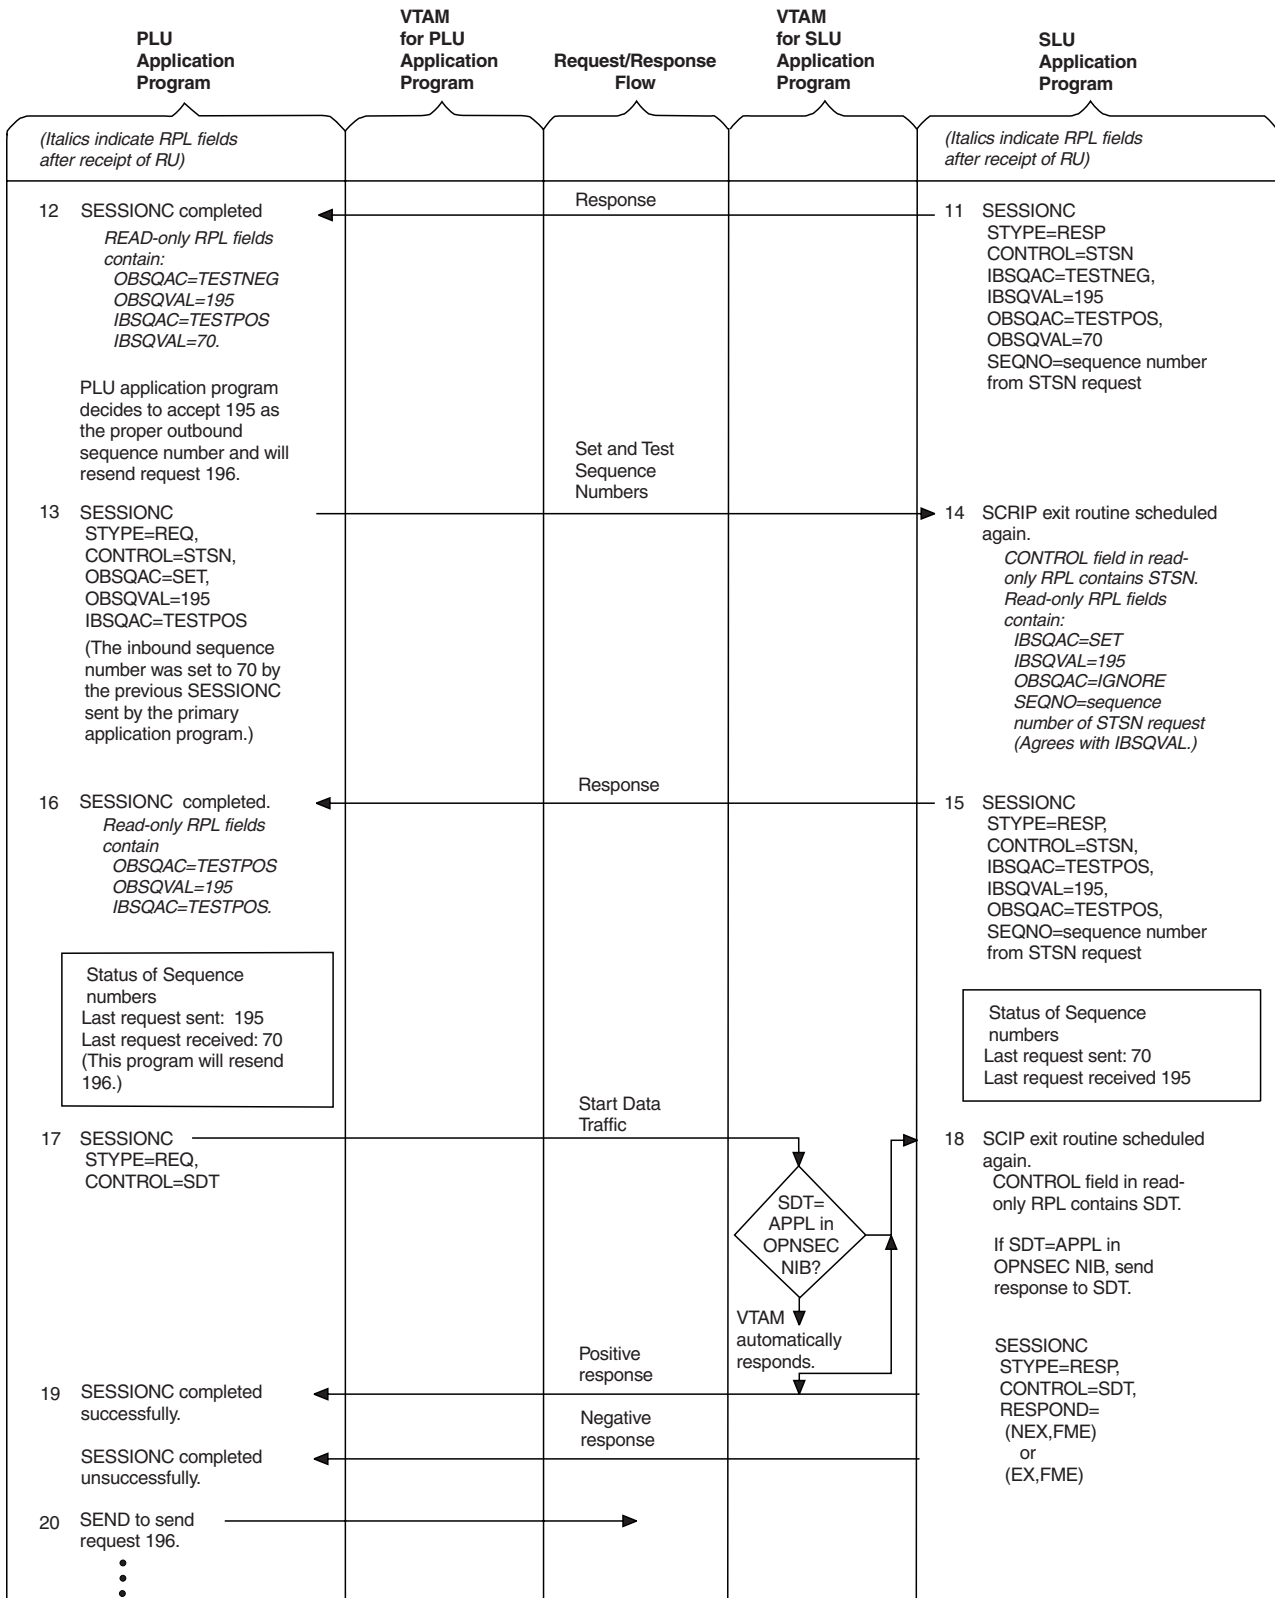 PLU
Application
Program
VTAM
for PLU
Application
Program
Request/Response
Flow
VTAM
for SLU
Application
Program
SLU
Application
Program
(Italics indicate RPL fields
after receipt of RU)
(Italics indicate RPL fields
after receipt of RU)
12 SESSIONC completed
READ-only RPL fields
contain:
OBSQAC=TESTNEG
OBSQVAL=195
IBSQAC=TESTPOS
IBSQVAL=70.
PLU application program
decides to accept 195 as
the proper outbound
sequence number and will
resend request 196.
Response
11 SESSIONC
STYPE=RESP
CONTROL=STSN
IBSQAC=TESTNEG,
IBSQVAL=195
OBSQAC=TESTPOS,
OBSQVAL=70
SEQNO=sequence number
from STSN request
Set and Test
Sequence
Numbers
13 SESSIONC
STYPE=REQ,
CONTROL=STSN,
OBSQAC=SET,
OBSQVAL=195
IBSQAC=TESTPOS
(The inbound sequence
number was set to 70 by
the previous SESSIONC
sent by the primary
application program.)
14 SCRIP exit routine scheduled
again.
CONTROL field in read-
only RPL contains STSN.
Read-only RPL fields
contain:
IBSQAC=SET
IBSQVAL=195
OBSQAC=IGNORE
SEQNO=sequence
number of STSN request
(Agrees with IBSQVAL.)
16 SESSIONC completed.
Read-only RPL fields
contain
OBSQAC=TESTPOS
OBSQVAL=195
IBSQAC=TESTPOS.
Response
15 SESSIONC
STYPE=RESP,
CONTROL=STSN,
IBSQAC=TESTPOS,
IBSQVAL=195,
OBSQAC=TESTPOS,
SEQNO=sequence number
from STSN request
Status of Sequence
numbers
Last request sent: 195
Last request received: 70
(This program will resend
196.)
Status of Sequence
numbers
Last request sent: 70
Last request received 195
Start Data
Traffic
17 SESSIONC
STYPE=REQ,
CONTROL=SDT
SDT=
APPL in
OPNSEC
NIB?
VTAM
automatically
responds.
18 SCIP exit routine scheduled
again.
CONTROL field in read-
only RPL contains SDT.
If SDT=APPL in
OPNSEC NIB, send
response to SDT.
SESSIONC
STYPE=RESP,
CONTROL=SDT,
RESPOND=
(NEX,FME)
or
(EX,FME)
Positive
response
19 SESSIONC completed
successfully.
Negative
response
SESSIONC completed
unsuccessfully.
20 SEND to send
request 196.